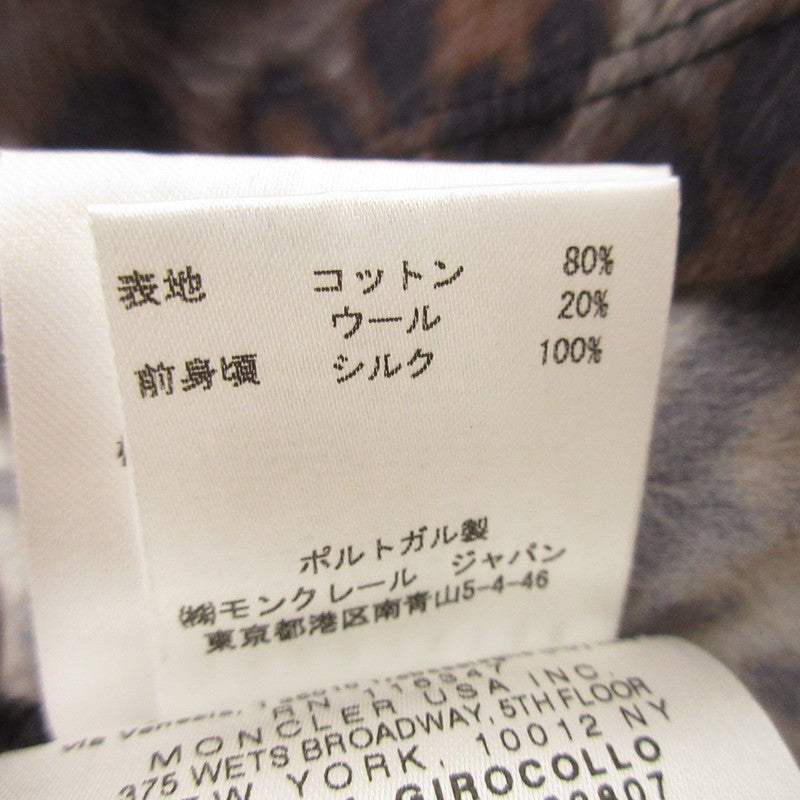 表地 コットン 80%
ウール 20%
前身頃 シルク 100%
ポルトガル製
㈱モンクレール ジャパン
東京都港区南青山5-4-46
RN 116947
MONCLER USA INC.
375 WETS BROADWAY, 5TH FLOOR
YORK, 10012 NY
GIROCOLLO